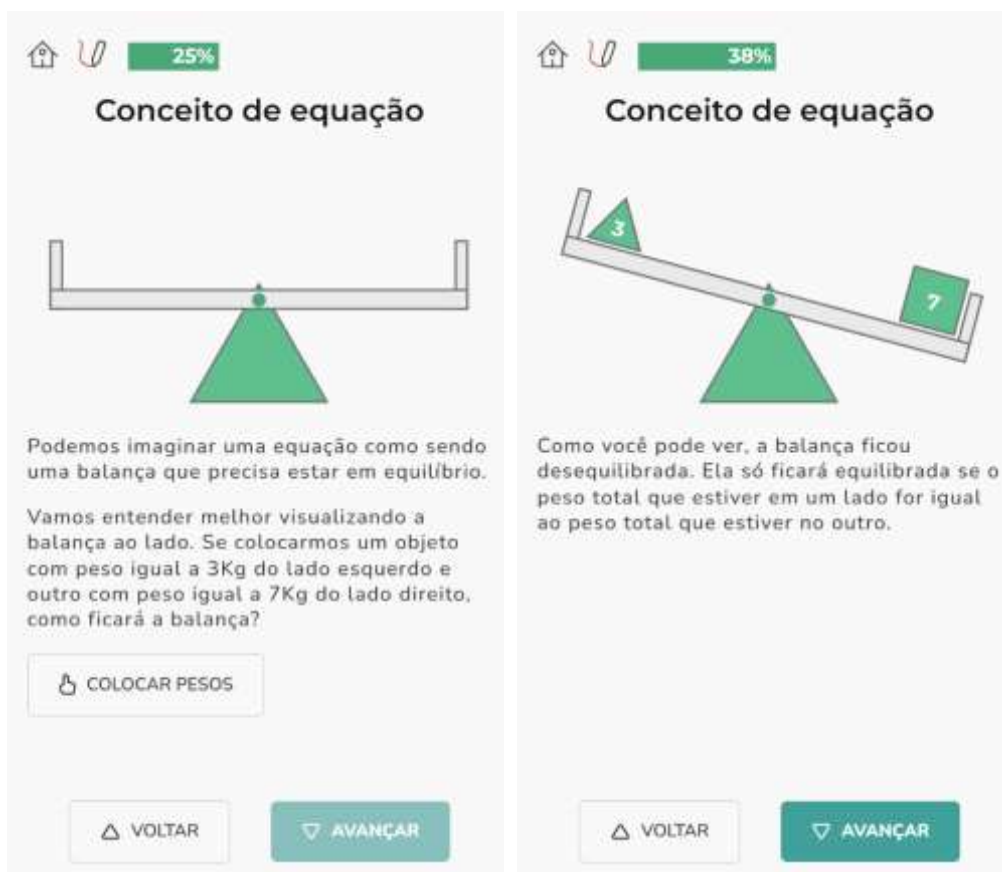 25%
Conceito de equação
Podemos imaginar uma equação como sendo
uma balança que precisa estar em equilíbrio.
Vamos entender melhor visualizando a
balança ao lado. Se colocarmos um objeto
com peso igual a 3Kg do lado esquerdo e
outro com peso igual a 7Kg do lado direito,
como ficará a balança?
COLOCAR PESOS
VOLTAR
AVANÇAR
38%
Conceito de equação
3
7
Como você pode ver, a balança ficou
desequilibrada. Ela só ficará equilibrada se o
peso total que estiver em um lado for igual
ao peso total que estiver no outro.
VOLTAR
AVANÇAR